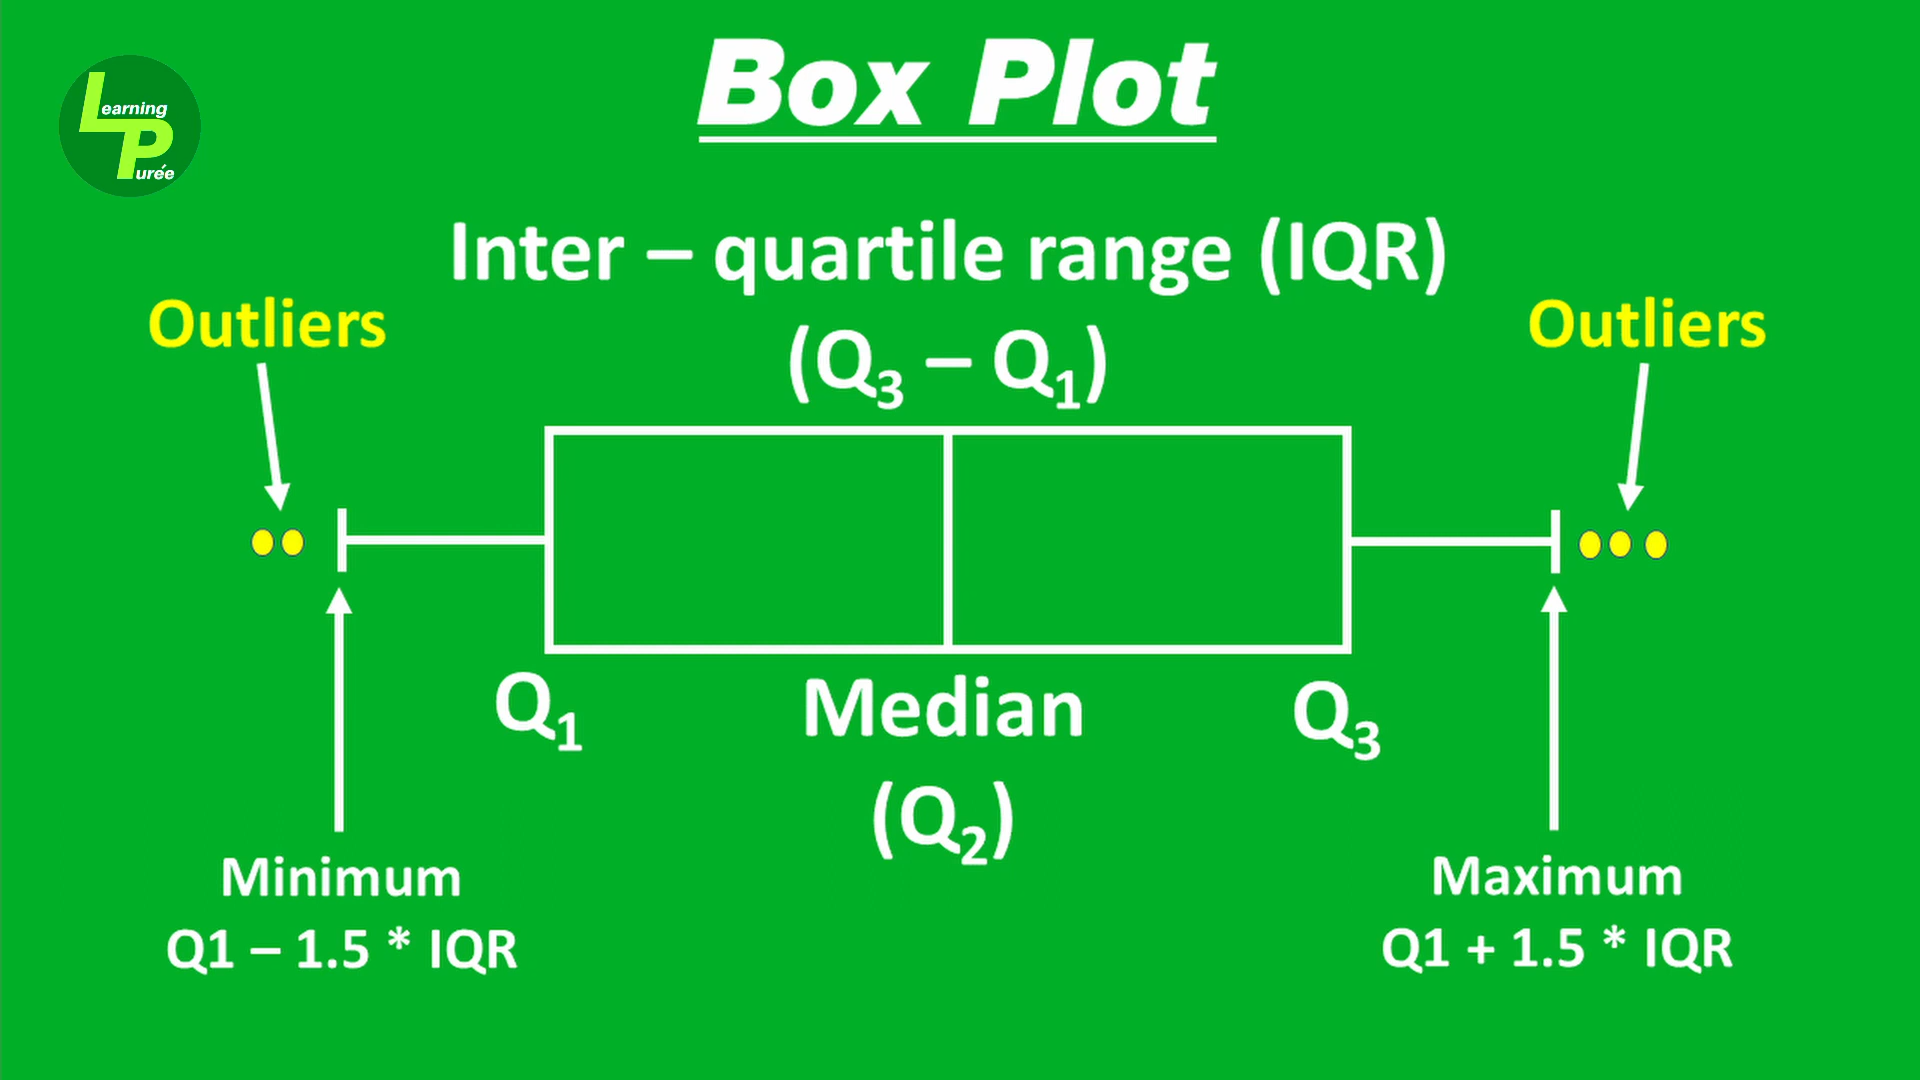 Box Plot
Learning
Purée
Inter – quartile range (IQR)
(Q₃ – Q₁)
Outliers
Outliers
Q₁
Median
(Q₂)
Q₃
Minimum
Q1 – 1.5 * IQR
Maximum
Q1 + 1.5 * IQR